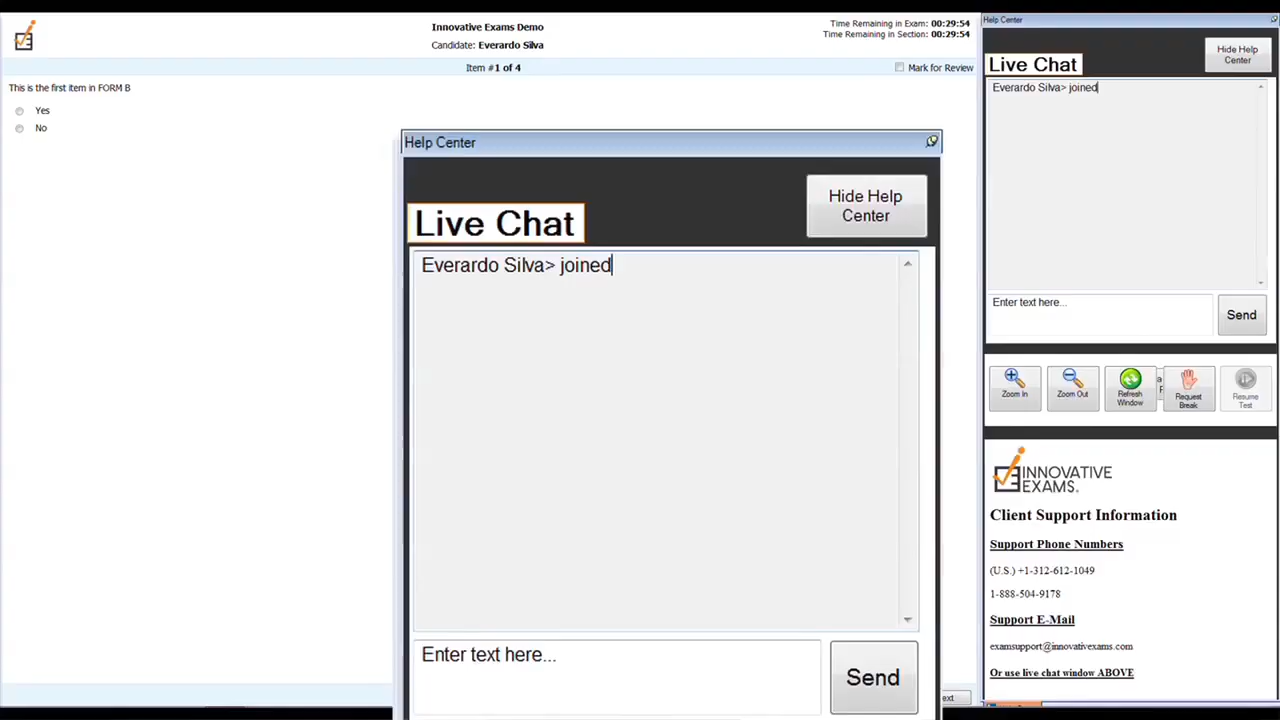 Innovative Exams Demo
Candidate: Everardo Silva
Time Remaining in Exam: 00:29:54
Time Remaining in Section: 00:29:54
Item #1 of 4
Mark for Review
This is the first item in FORM B
Yes
No
Help Center
Hide Help
Center
Live Chat
Everardo Silva> joined
Enter text here...
Send
Help Center
Hide Help
Center
Live Chat
Everardo Silva> joined
Enter text here...
Send
Zoom In
Zoom Out
Refresh
Window
Request
Break
Resume
Test
INNOVATIVE
EXAMS.
Client Support Information
Support Phone Numbers
(U.S.) +1-312-612-1049
1-888-504-9178
Support E-Mail
examsupport@innovativexams.com
Or use live chat window ABOVE